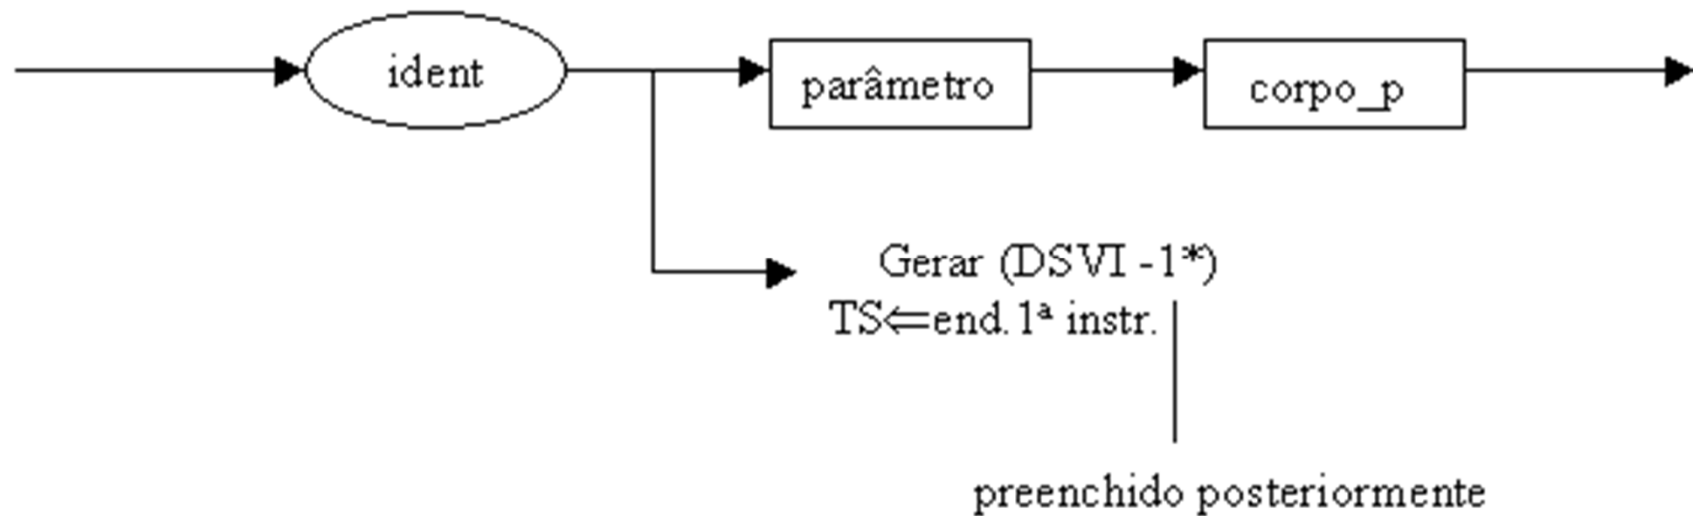 ident
parâmetro
corpo_p
Gerar (DSVI -1*)
TS⇐end.1ª instr.
preenchido posteriormente